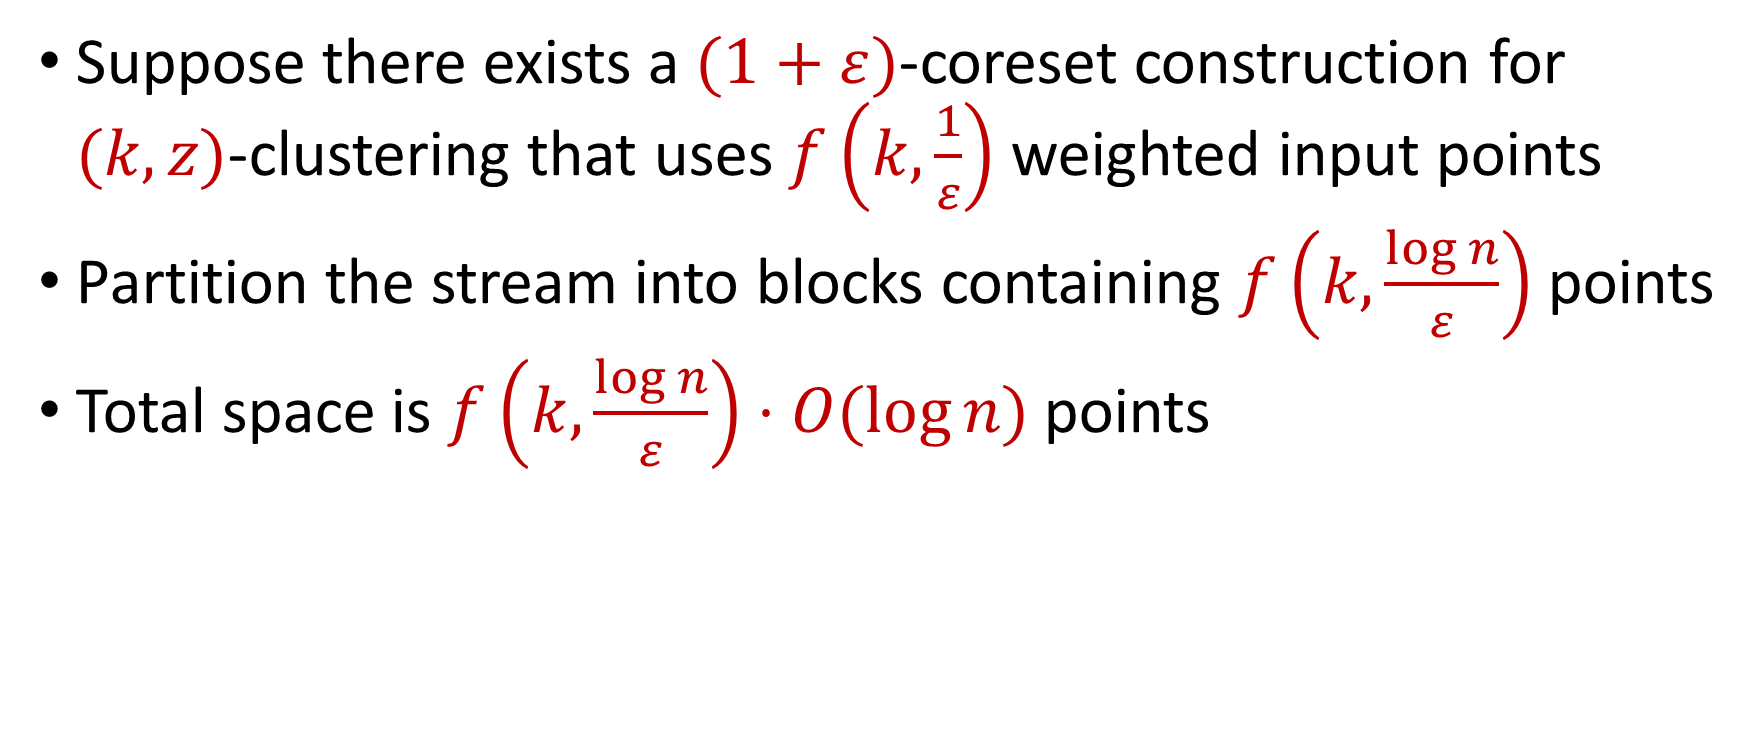 • Suppose there exists a (1 + ε)-coreset construction for
(k, z)-clustering that uses f(k, 1/ε) weighted input points
• Partition the stream into blocks containing f(k, log n/ε) points
• Total space is f(k, log n/ε) · O(log n) points